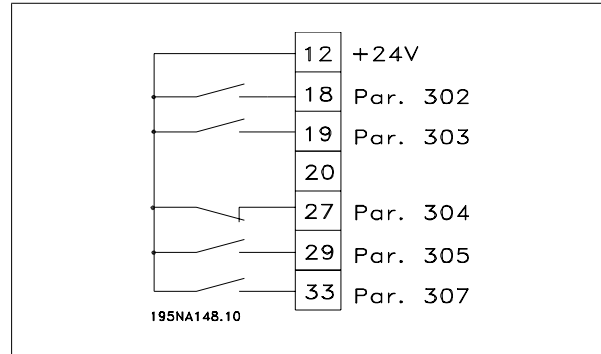 12 +24V
18 Par. 302
19 Par. 303
20
27 Par. 304
29 Par. 305
33 Par. 307
195NA148.10